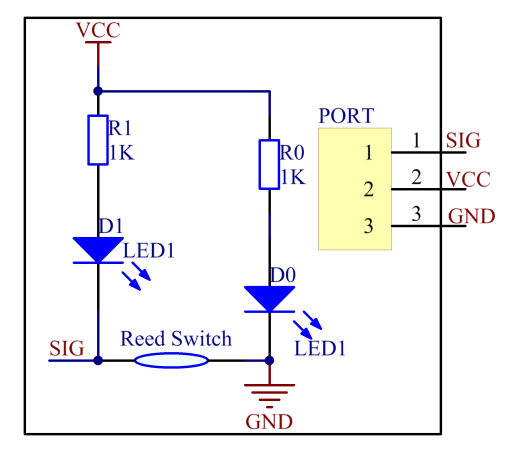 VCC
R1
1K
R0
1K
PORT
1 1 SIG
2 2 VCC
3 3 GND
D1
LED1
D0
LED1
Reed Switch
SIG
GND